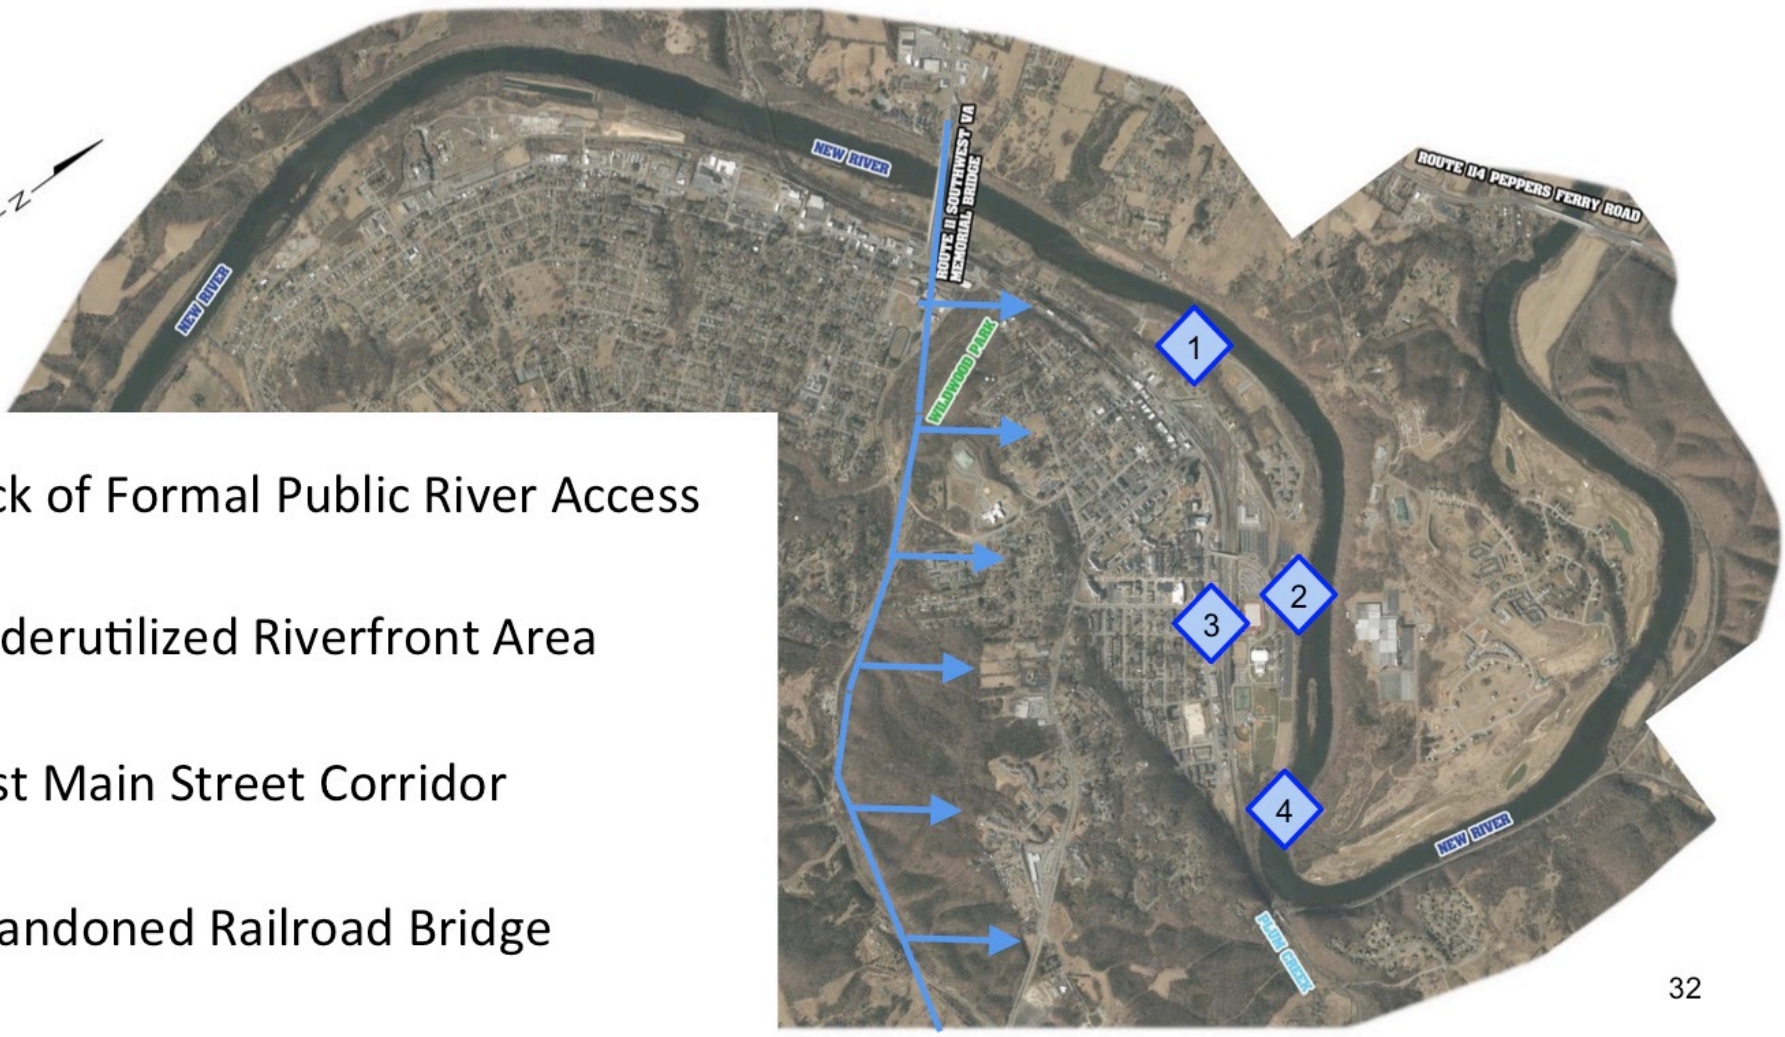 N
NEW RIVER
NEW RIVER
ROUTE 11 SOUTHWEST VA
MEMORIAL BRIDGE
ROUTE 114 PEPPERS FERRY ROAD
WILDWOOD PARK
1
2
3
4
NEW RIVER
PLUM CREEK
ck of Formal Public River Access
derutilized Riverfront Area
st Main Street Corridor
andoned Railroad Bridge
32